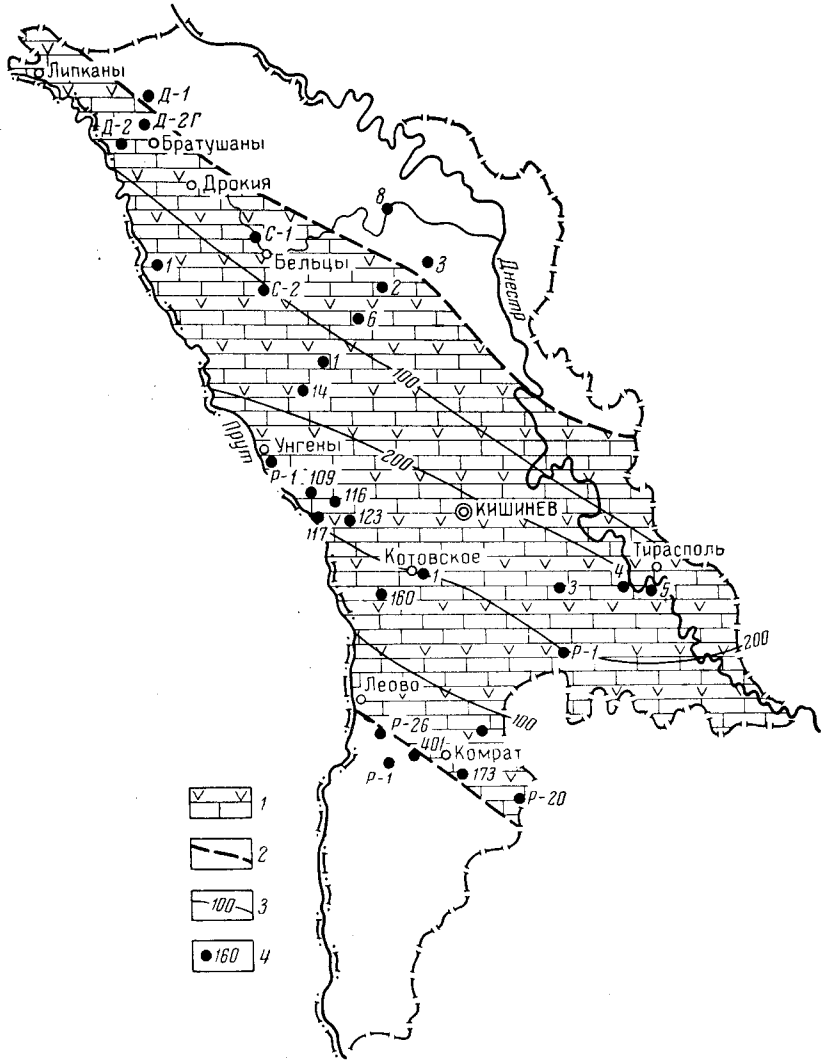 Липканы
Д-1
Д-2Г
Д-2
Братушаны
Дрокия
8
С-1
Бельцы
3
1
С-2
2
Днестр
6
1
100
14
Прут
Унгены
200
Р-1
109
116
КИШИНЕВ
123
117
Тирасполь
Котовское
1
4
160
3
5
Р-1
200
Леово
100
Р-26
401
Комрат
Р-1
173
Р-20
1
2
100
3
160
4